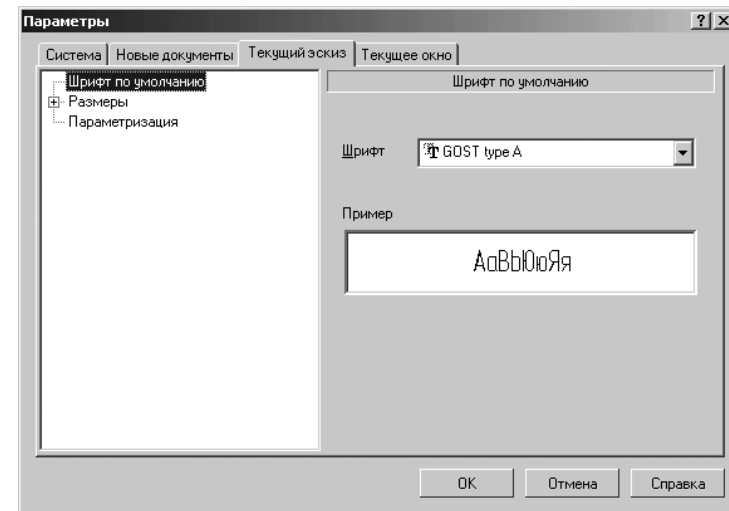 Параметры
Система Новые документы Текущий эскиз Текущее окно
Шрифт по умолчанию
Размеры
Параметризация
Шрифт по умолчанию
Шрифт GOST type A
Пример
АаВЬЮюЯя
OK Отмена Справка